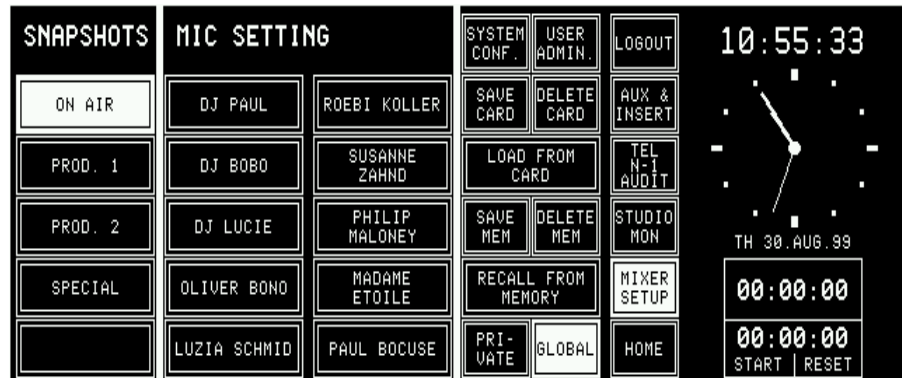 SNAPSHOTS
ON AIR
PROD. 1
PROD. 2
SPECIAL
MIC SETTING
DJ PAUL
DJ BOBO
DJ LUCIE
OLIVER BONO
LUZIA SCHMID
ROEBI KOLLER
SUSANNE
ZAHND
PHILIP
MALONEY
MADAME
ETOILE
PAUL BOCUSE
SYSTEM
CONF.
USER
ADMIN.
SAVE
CARD
DELETE
CARD
LOAD FROM
CARD
SAVE
MEM
DELETE
MEM
RECALL FROM
MEMORY
PRI-
VATE
GLOBAL
LOGOUT
AUX &
INSERT
TEL
N-1
AUDIT
STUDIO
MON
MIXER
SETUP
HOME
10:55:33
TH 30.AUG.99
00:00:00
00:00:00
START | RESET